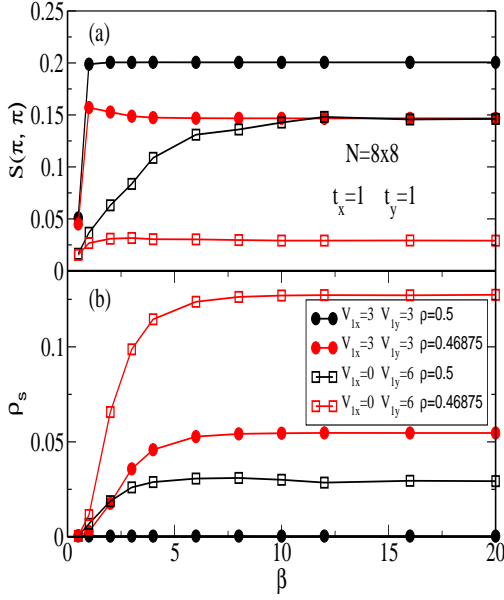 (a)
S(π, π)
0.2
0.15
0.1
0.05
0
N=8x8
t_x=1 t_y=1
(b)
ρ_s
0.1
0.05
0
V_1x=3 V_1y=3 ρ=0.5
V_1x=3 V_1y=3 ρ=0.46875
V_1x=0 V_1y=6 ρ=0.5
V_1x=0 V_1y=6 ρ=0.46875
0 5 10 15 20
β